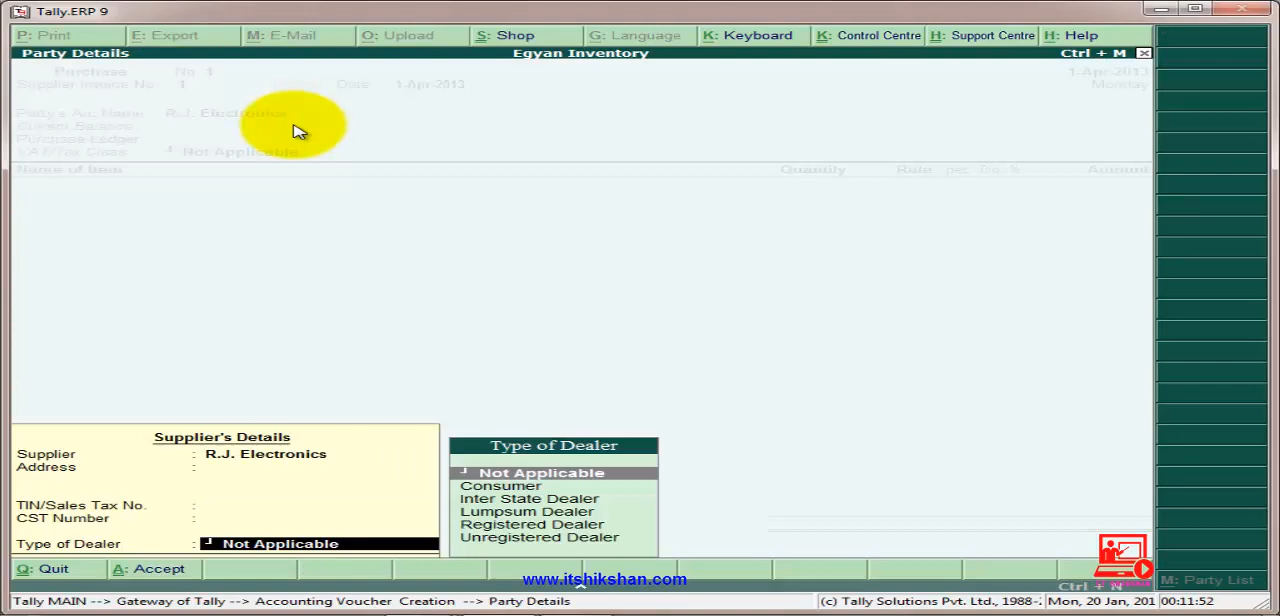 Tally.ERP 9
P: Print E: Export M: E-Mail O: Upload S: Shop G: Language K: Keyboard K: Control Centre H: Support Centre H: Help
Party Details Egyan Inventory Ctrl + M
Purchase No. 1 1-Apr-2013
Supplier Invoice No. 1 Date 1-Apr-2013 Monday
Party's A/c Name R.J. Electronics
Current Balance
Purchase Ledger
VAT/Tax Class Not Applicable
Name of Item Quantity Rate per Amount
Supplier's Details
Supplier : R.J. Electronics
Address :
TIN/Sales Tax No. :
CST Number :
Type of Dealer : Not Applicable
Type of Dealer
Not Applicable
Consumer
Inter State Dealer
Lumpsum Dealer
Registered Dealer
Unregistered Dealer
Q: Quit A: Accept
www.itshikshan.com
M: Party List
Ctrl + N
Tally MAIN --> Gateway of Tally --> Accounting Voucher Creation --> Party Details (c) Tally Solutions Pvt. Ltd., 1988-2 Mon, 20 Jan, 201 00:11:52